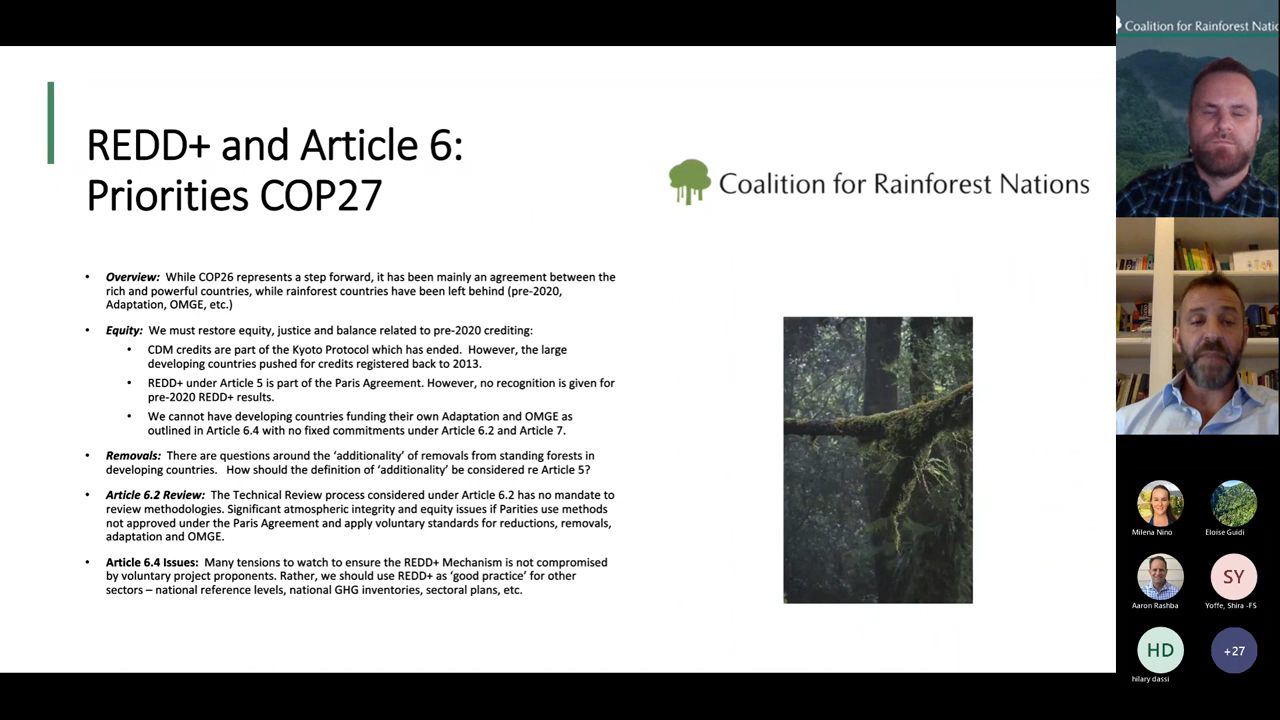 REDD+ and Article 6:
Priorities COP27
Coalition for Rainforest Nations
• Overview: While COP26 represents a step forward, it has been mainly an agreement between the
rich and powerful countries, while rainforest countries have been left behind (pre-2020,
Adaptation, OMGE, etc.)
• Equity: We must restore equity, justice and balance related to pre-2020 crediting:
• CDM credits are part of the Kyoto Protocol which has ended. However, the large
developing countries pushed for credits registered back to 2013.
• REDD+ under Article 5 is part of the Paris Agreement. However, no recognition is given for
pre-2020 REDD+ results.
• We cannot have developing countries funding their own Adaptation and OMGE as
outlined in Article 6.4 with no fixed commitments under Article 6.2 and Article 7.
• Removals: There are questions around the ‘additionality’ of removals from standing forests in
developing countries. How should the definition of ‘additionality’ be considered re Article 5?
• Article 6.2 Review: The Technical Review process considered under Article 6.2 has no mandate to
review methodologies. Significant atmospheric integrity and equity issues if Parities use methods
not approved under the Paris Agreement and apply voluntary standards for reductions, removals,
adaptation and OMGE.
• Article 6.4 Issues: Many tensions to watch to ensure the REDD+ Mechanism is not compromised
by voluntary project proponents. Rather, we should use REDD+ as ‘good practice’ for other
sectors – national reference levels, national GHG inventories, sectoral plans, etc.
Coalition for Rainforest Natio
Milena Nino
Eloise Guidi
Aaron Rashba
SY
Yoffe, Shira -FS
HD
hilary dassi
+27